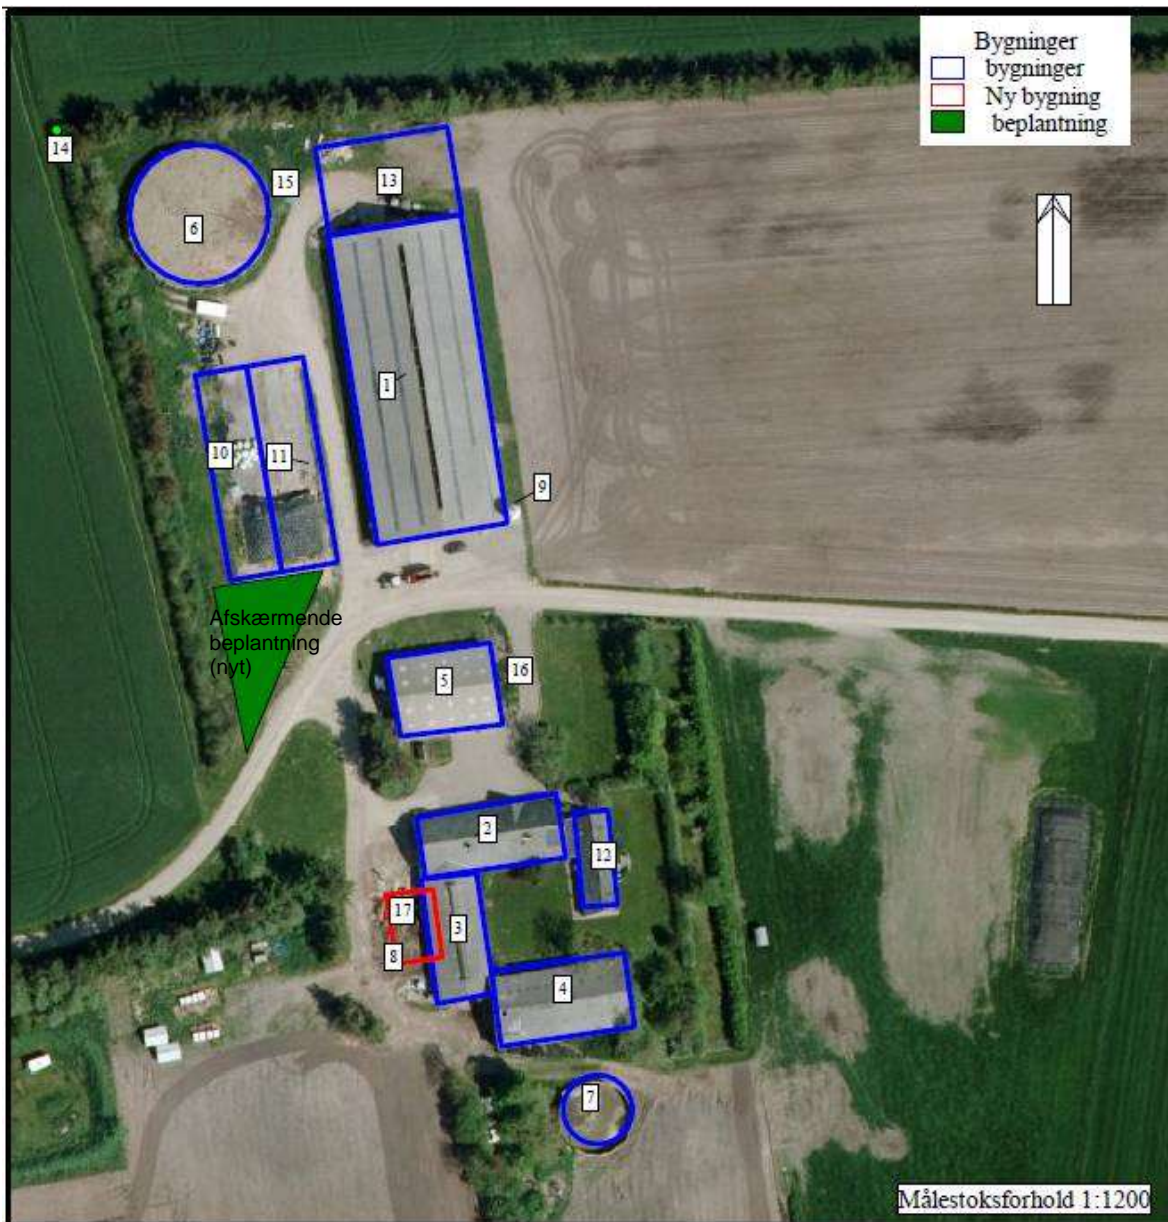 Bygninger
bygninger
Ny bygning
beplantning
14
15
13
6
1
10
11
9
Afskærmende
beplantning
(nyt)
16
5
2
12
17
3
8
4
7
Målestoksforhold 1:1200